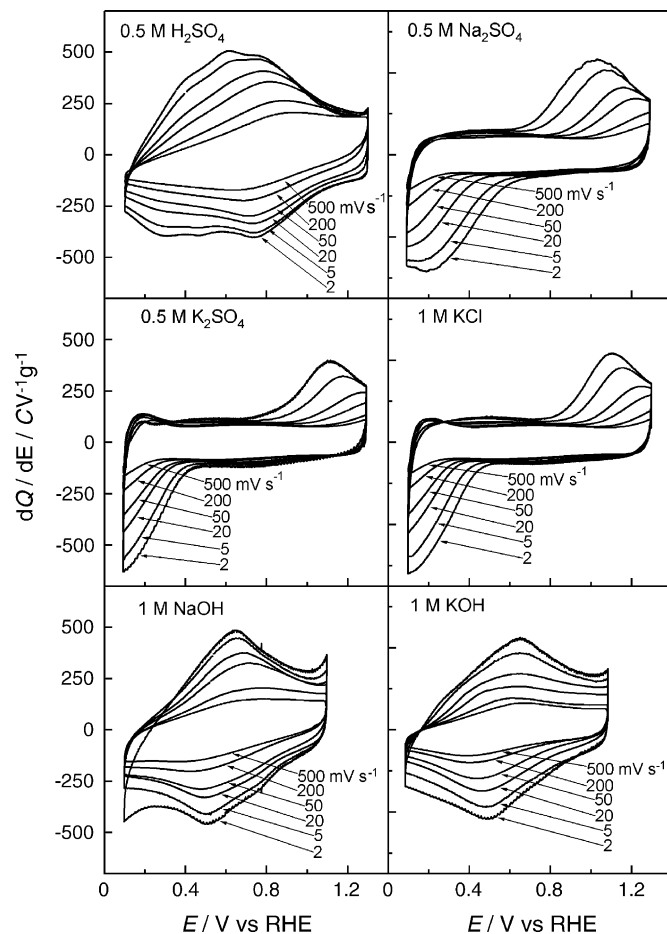 0.5 M H₂SO₄
500
250
0
-250
-500
500 mV s⁻¹
200
50
20
5
2
0.5 M Na₂SO₄
500 mV s⁻¹
200
50
20
5
2
0.5 M K₂SO₄
500
250
0
-250
-500
500 mV s⁻¹
200
50
20
5
2
1 M KCl
500 mV s⁻¹
200
50
20
5
2
dQ / dE / CV⁻¹g⁻¹
1 M NaOH
500
250
0
-250
-500
500 mV s⁻¹
200
50
20
5
2
1 M KOH
500 mV s⁻¹
200
50
20
5
2
0.0 0.4 0.8 1.2
0.4 0.8 1.2
E / V vs RHE
E / V vs RHE